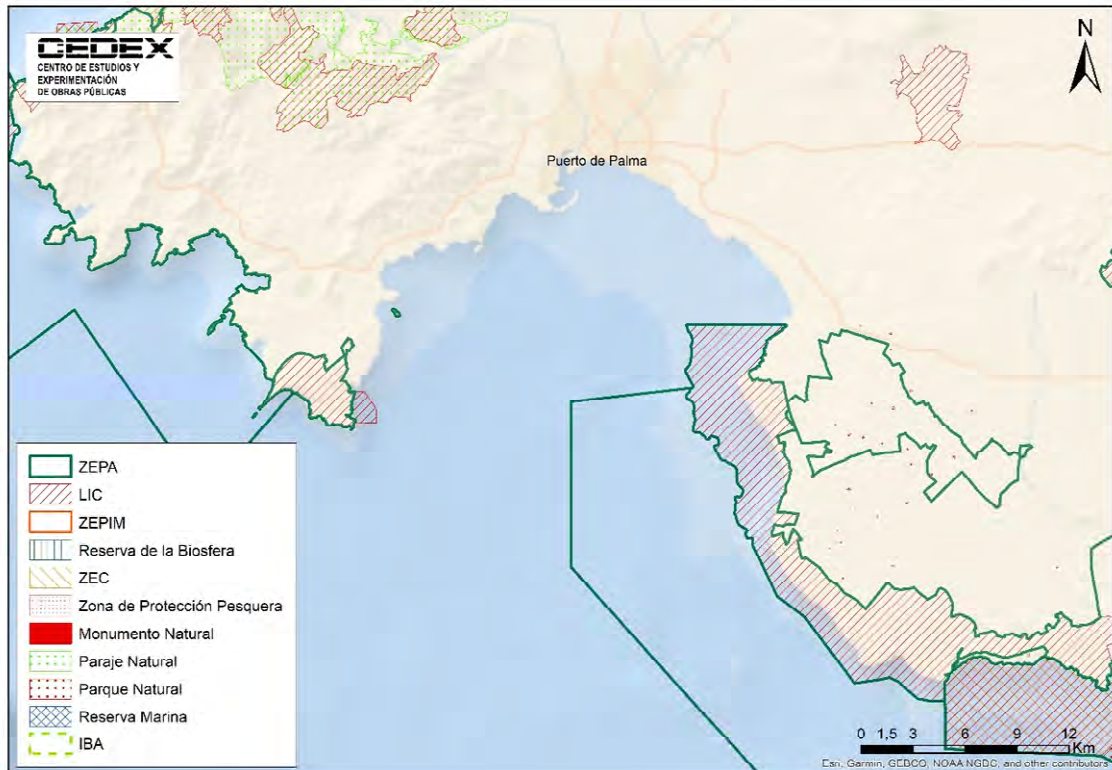 CEDEX
CENTRO DE ESTUDIOS Y
EXPERIMENTACIÓN
DE OBRAS PÚBLICAS
N
Puerto de Palma
ZEPA
LIC
ZEPIM
Reserva de la Biosfera
ZEC
Zona de Protección Pesquera
Monumento Natural
Paraje Natural
Parque Natural
Reserva Marina
IBA
0 1,5 3 6 9 12
Km
Esri, Garmin, GEBCO, NOAA NGDC, and other contributors